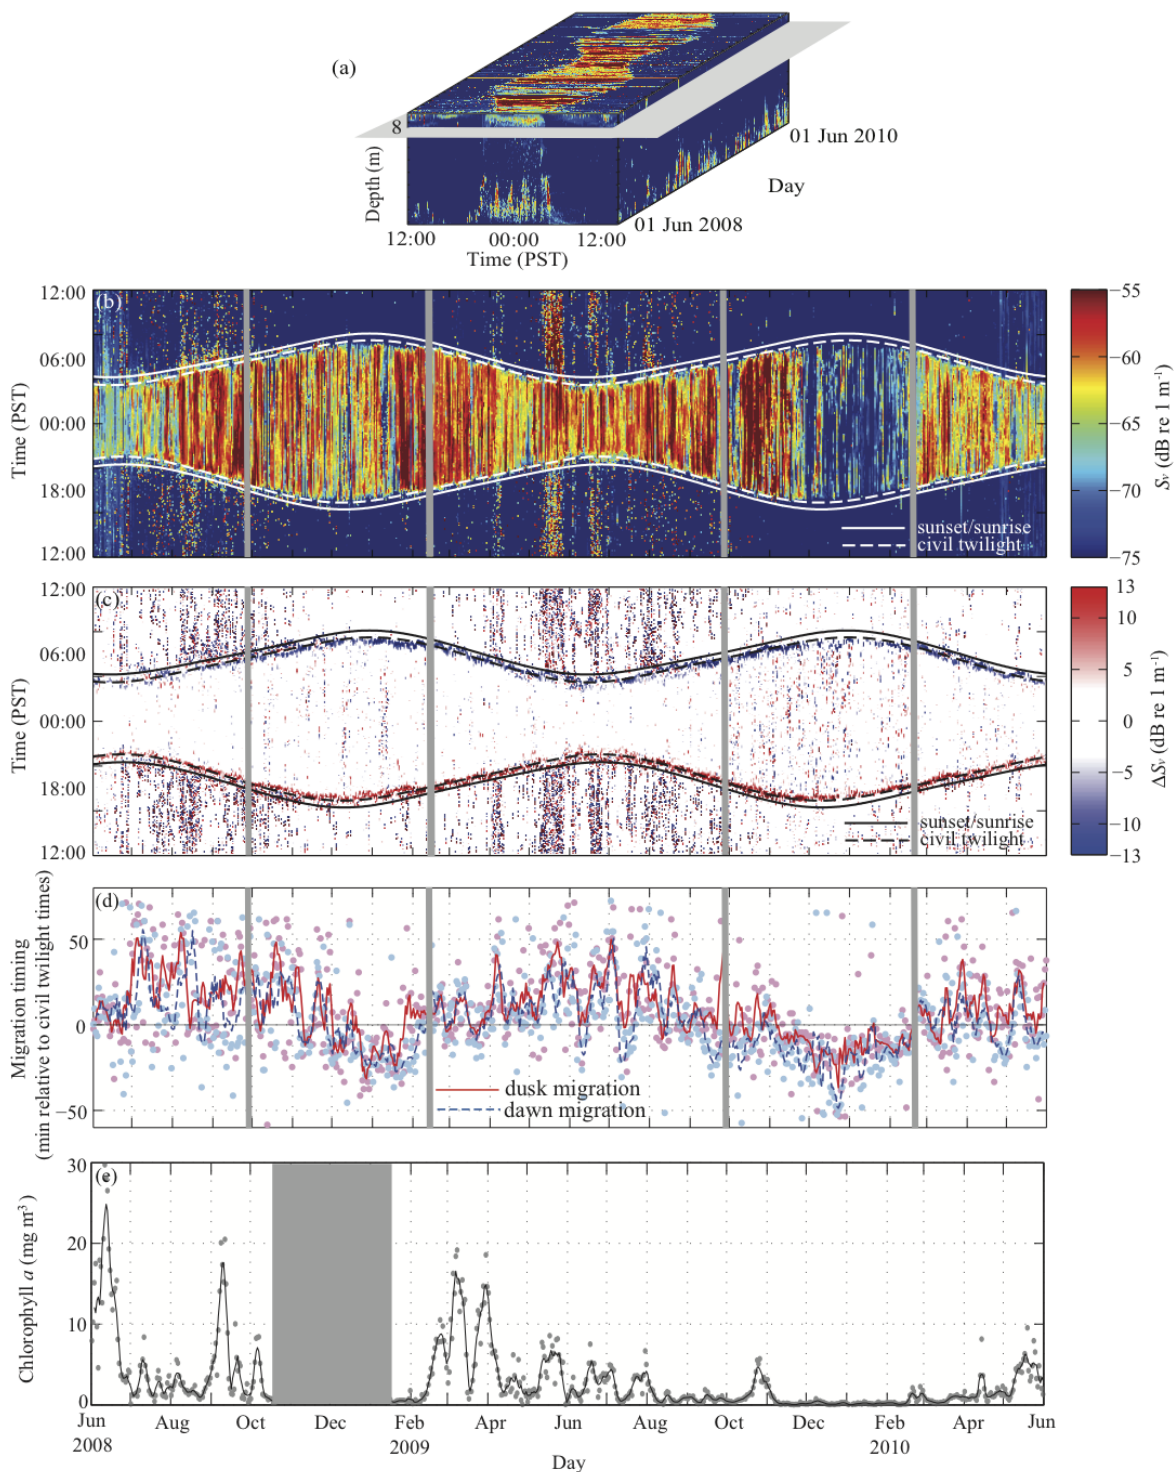 (a)
8
Depth (m)
01 Jun 2010
Day
01 Jun 2008
12:00 00:00 12:00
Time (PST)
(b)
12:00
06:00
00:00
18:00
12:00
Time (PST)
sunset/sunrise
civil twilight
−55
−60
−65
−70
−75
Sᵥ (dB re 1 m⁻¹)
(c)
12:00
06:00
00:00
18:00
12:00
Time (PST)
sunset/sunrise
civil twilight
13
10
5
0
−5
−10
−13
ΔSᵥ (dB re 1 m⁻¹)
(d)
50
0
−50
Migration timing
(min relative to civil twilight times)
dusk migration
dawn migration
(e)
30
20
10
0
Chlorophyll a (mg m³)
Jun Aug Oct Dec Feb Apr Jun Aug Oct Dec Feb Apr Jun
2008 2009 2010
Day